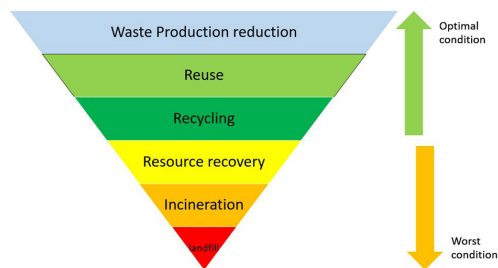 Waste Production reduction
Optimal
condition
Reuse
Recycling
Resource recovery
Incineration
landfill
Worst
condition